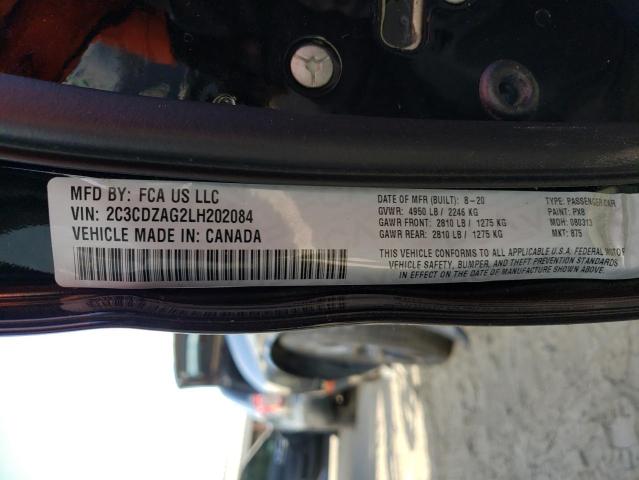 MFD BY: FCA US LLC
VIN: 2C3CDZAG2LH202084
VEHICLE MADE IN: CANADA
DATE OF MFR (BUILT): 8-20
GVWR: 4950 LB / 2246 KG
GAWR FRONT: 2810 LB / 1275 KG
GAWR REAR: 2810 LB / 1275 KG
TYPE: PASSENGER CAR
PAINT: PX8
MDH: 080313
MKT: 875
THIS VEHICLE CONFORMS TO ALL APPLICABLE U.S.A. FEDERAL MOTOR
VEHICLE SAFETY, BUMPER, AND THEFT PREVENTION STANDARDS
IN EFFECT ON THE DATE OF MANUFACTURE SHOWN ABOVE.